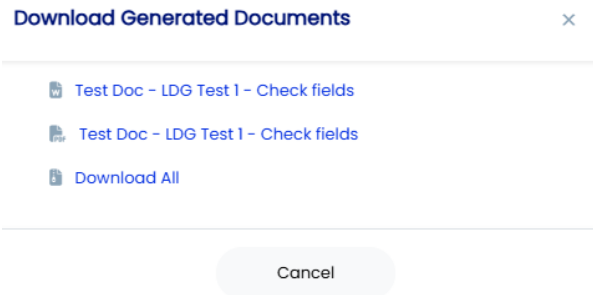 Download Generated Documents
Test Doc - LDG Test 1 - Check fields
Test Doc - LDG Test 1 - Check fields
Download All
Cancel